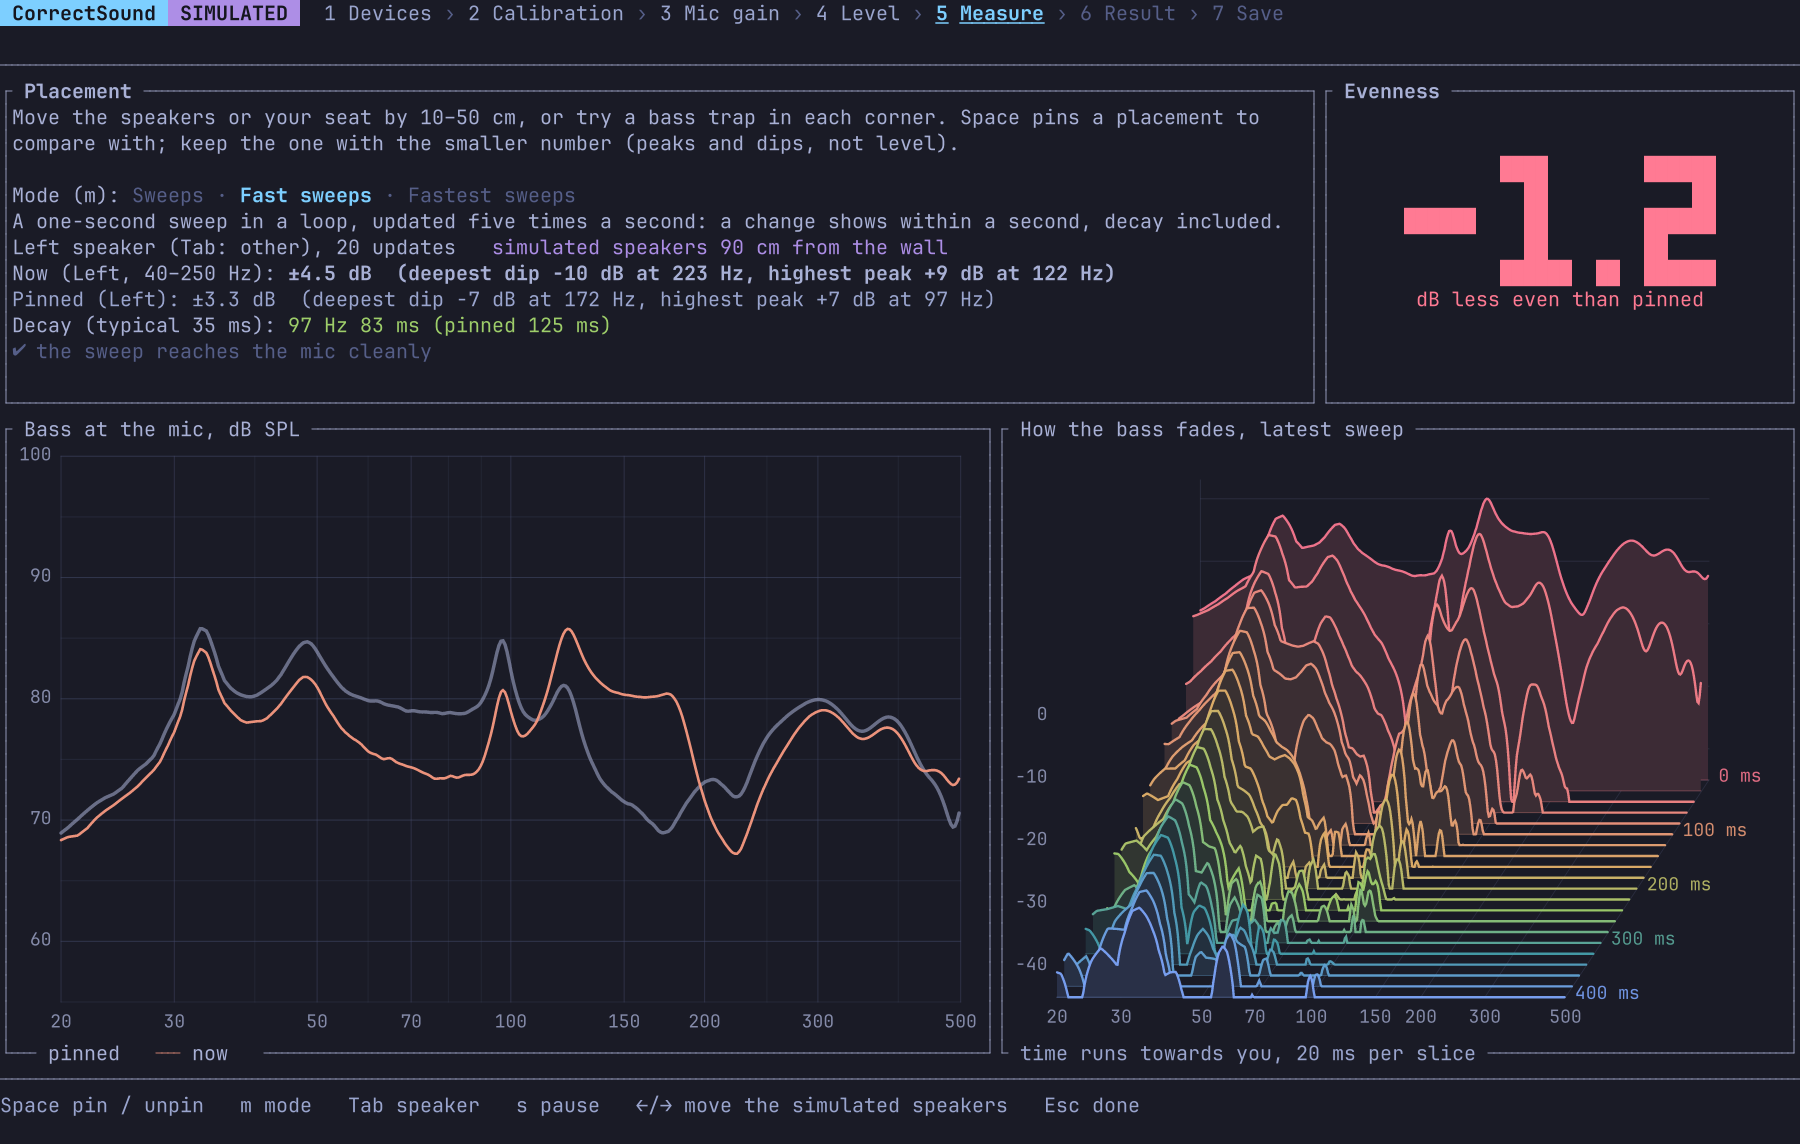 CorrectSound SIMULATED 1 Devices › 2 Calibration › 3 Mic gain › 4 Level › 5 Measure › 6 Result › 7 Save
Placement
Move the speakers or your seat by 10–50 cm, or try a bass trap in each corner. Space pins a placement to
compare with; keep the one with the smaller number (peaks and dips, not level).
Mode (m): Sweeps · Fast sweeps · Fastest sweeps
A one-second sweep in a loop, updated five times a second: a change shows within a second, decay included.
Left speaker (Tab: other), 20 updates simulated speakers 90 cm from the wall
Now (Left, 40–250 Hz): ±4.5 dB (deepest dip -10 dB at 223 Hz, highest peak +9 dB at 122 Hz)
Pinned (Left): ±3.3 dB (deepest dip -7 dB at 172 Hz, highest peak +7 dB at 97 Hz)
Decay (typical 35 ms): 97 Hz 83 ms (pinned 125 ms)
✔ the sweep reaches the mic cleanly
Evenness
-1.2
dB less even than pinned
Bass at the mic, dB SPL
100
90
80
70
60
20 30 50 70 100 150 200 300 500
pinned now
How the bass fades, latest sweep
0
-10
-20
-30
-40
0 ms
100 ms
200 ms
300 ms
400 ms
20 30 50 70 100 150 200 300 500
time runs towards you, 20 ms per slice
Space pin / unpin m mode Tab speaker s pause ←/→ move the simulated speakers Esc done